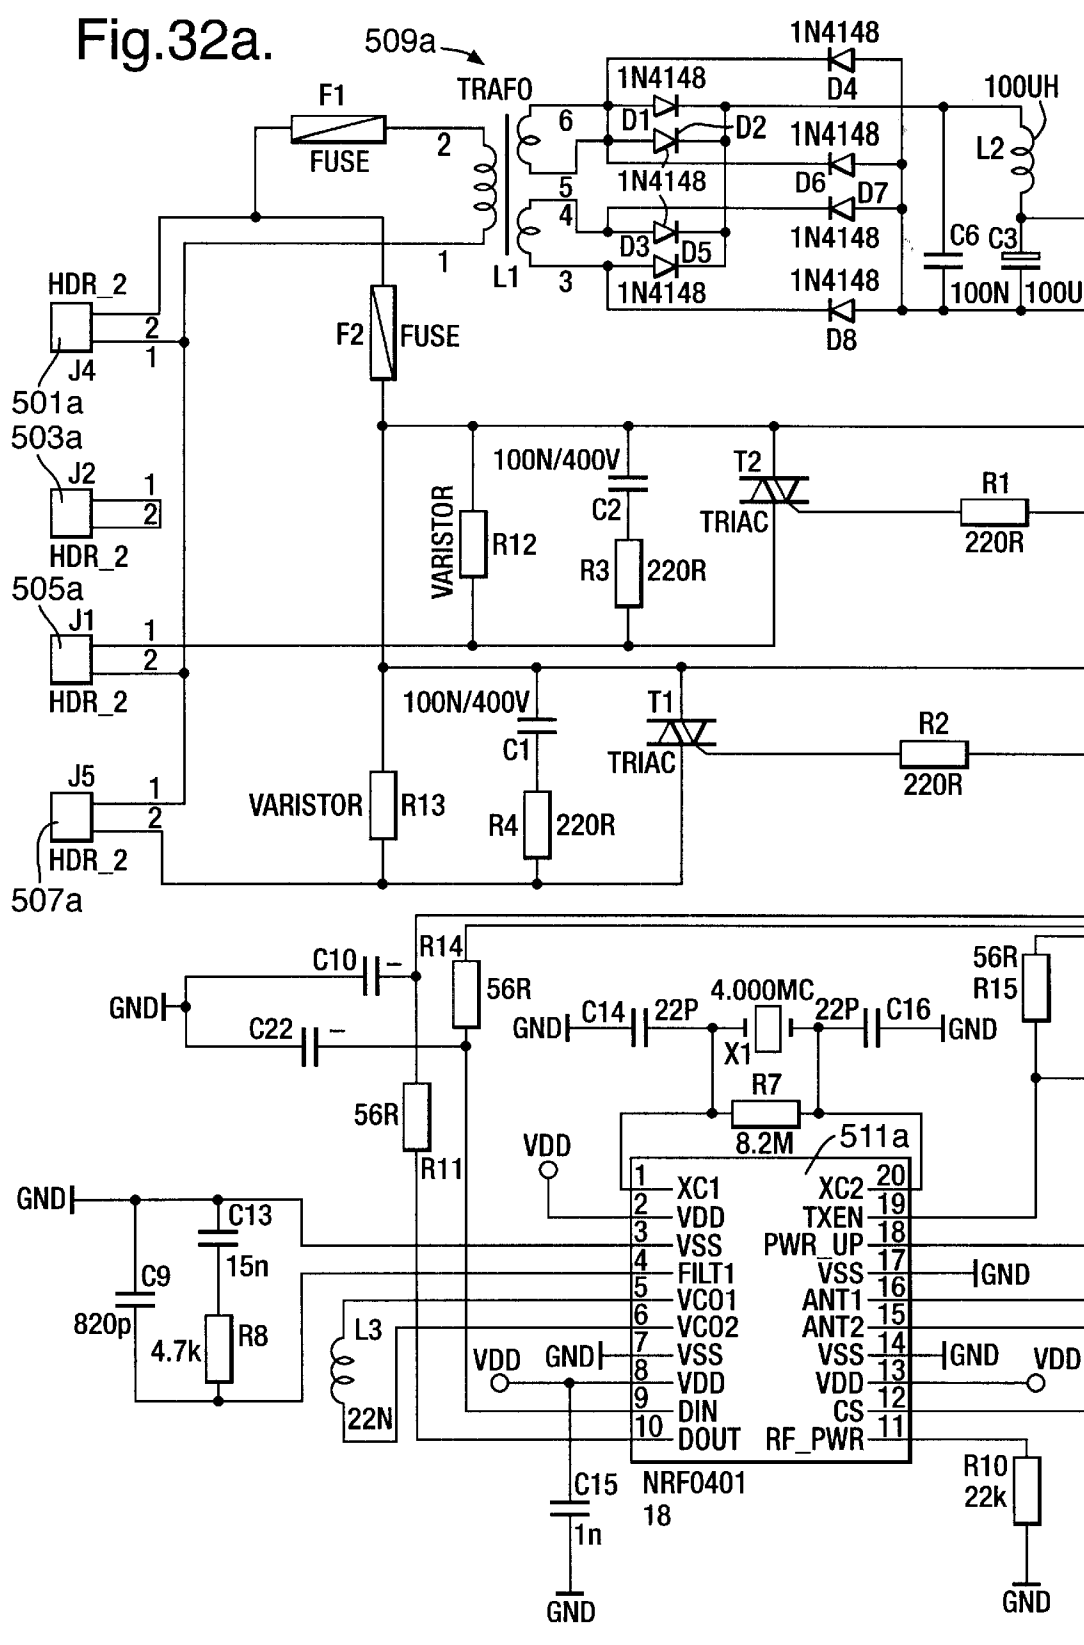 Fig.32a.
509a
TRAFO
F1
FUSE
2
1
L1
6
5
4
3
1N4148
D4
1N4148
D1
D2
1N4148
D6
1N4148
D7
1N4148
D3
D5
1N4148
1N4148
D8
100UH
L2
C6
C3
100N
100U
HDR_2
2
1
J4
501a
F2
FUSE
503a
J2
1
2
HDR_2
505a
J1
1
2
HDR_2
J5
1
2
HDR_2
507a
100N/400V
C2
VARISTOR
R12
R3
220R
T2
TRIAC
R1
220R
100N/400V
C1
VARISTOR
R13
R4
220R
T1
TRIAC
R2
220R
C10
–
R14
56R
GND
C22
–
56R
R11
GND
C14
22P
4.000MC
X1
22P
C16
GND
R7
8.2M
56R
R15
511a
VDD
GND
C13
15n
C9
820p
4.7k
R8
L3
22N
VDD
GND
1 XC1
2 VDD
3 VSS
4 FILT1
5 VCO1
6 VCO2
7 VSS
8 VDD
9 DIN
10 DOUT
XC2 20
TXEN 19
PWR_UP 18
VSS 17
ANT1 16
ANT2 15
VSS 14
VDD 13
CS 12
RF_PWR 11
GND
GND
VDD
NRF0401
18
C15
1n
GND
R10
22k
GND